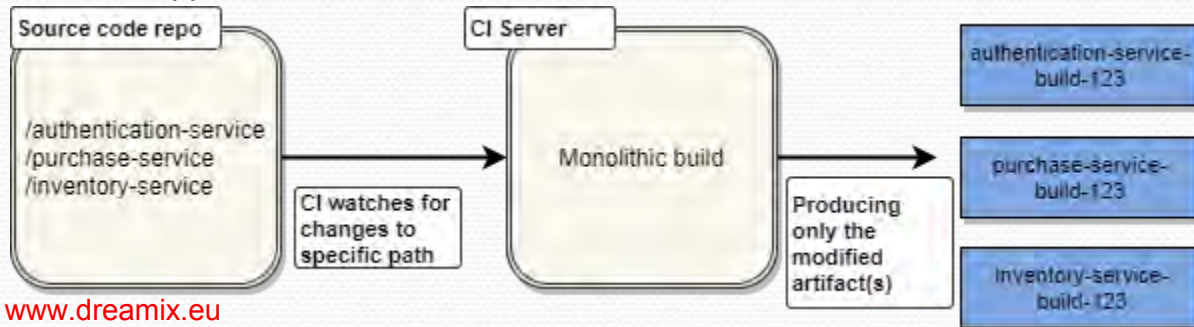 Source code repo
/authentication-service
/purchase-service
/inventory-service
CI watches for
changes to
specific path
CI Server
Monolithic build
Producing
only the
modified
artifact(s)
authentication-service-
build-123
purchase-service-
build-123
inventory-service-
build-123
www.dreamix.eu